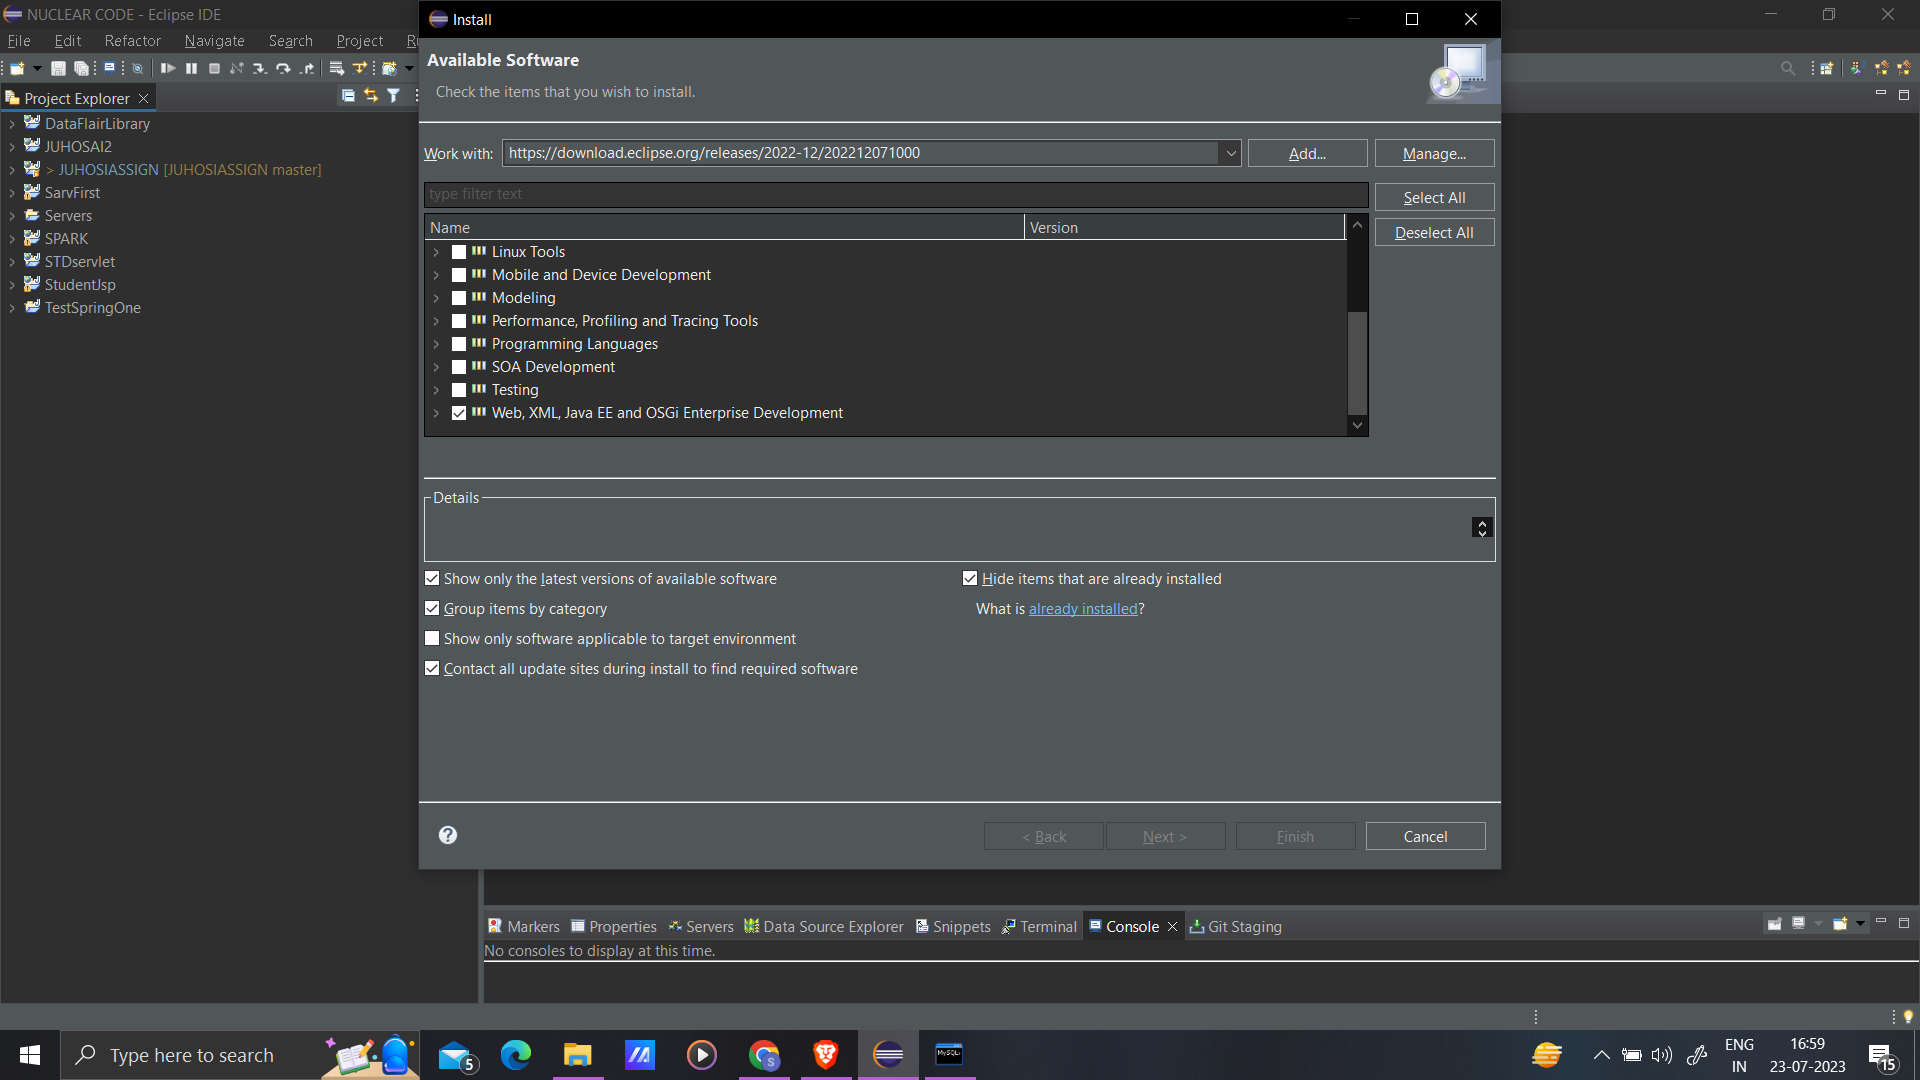 NUCLEAR CODE - Eclipse IDE
File Edit Refactor Navigate Search Project
Project Explorer
DataFlairLibrary
JUHOSAI2
> JUHOSIASSIGN [JUHOSIASSIGN master]
SarvFirst
Servers
SPARK
STDservlet
StudentJsp
TestSpringOne
Install
Available Software
Check the items that you wish to install.
Work with: https://download.eclipse.org/releases/2022-12/202212071000 Add... Manage...
type filter text
Select All
Deselect All
Name Version
Linux Tools
Mobile and Device Development
Modeling
Performance, Profiling and Tracing Tools
Programming Languages
SOA Development
Testing
Web, XML, Java EE and OSGi Enterprise Development
Details
Show only the latest versions of available software Hide items that are already installed
Group items by category What is already installed?
Show only software applicable to target environment
Contact all update sites during install to find required software
? < Back Next > Finish Cancel
Markers Properties Servers Data Source Explorer Snippets Terminal Console Git Staging
No consoles to display at this time.
Type here to search
5
S
MySQL
ENG
IN
16:59
23-07-2023
15